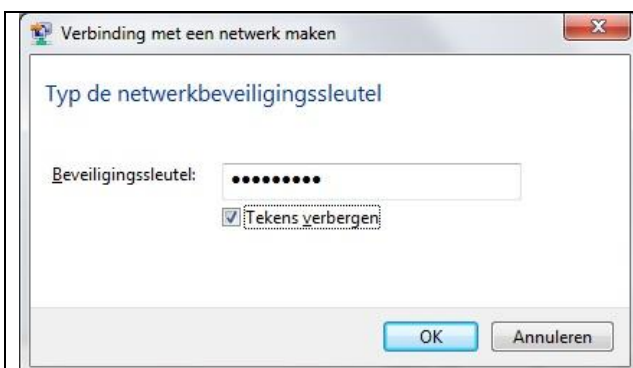 Verbinding met een netwerk maken
Typ de netwerkbeveiligingssleutel
Beveiligingssleutel: •••••••••
Tekens verbergen
OK Annuleren